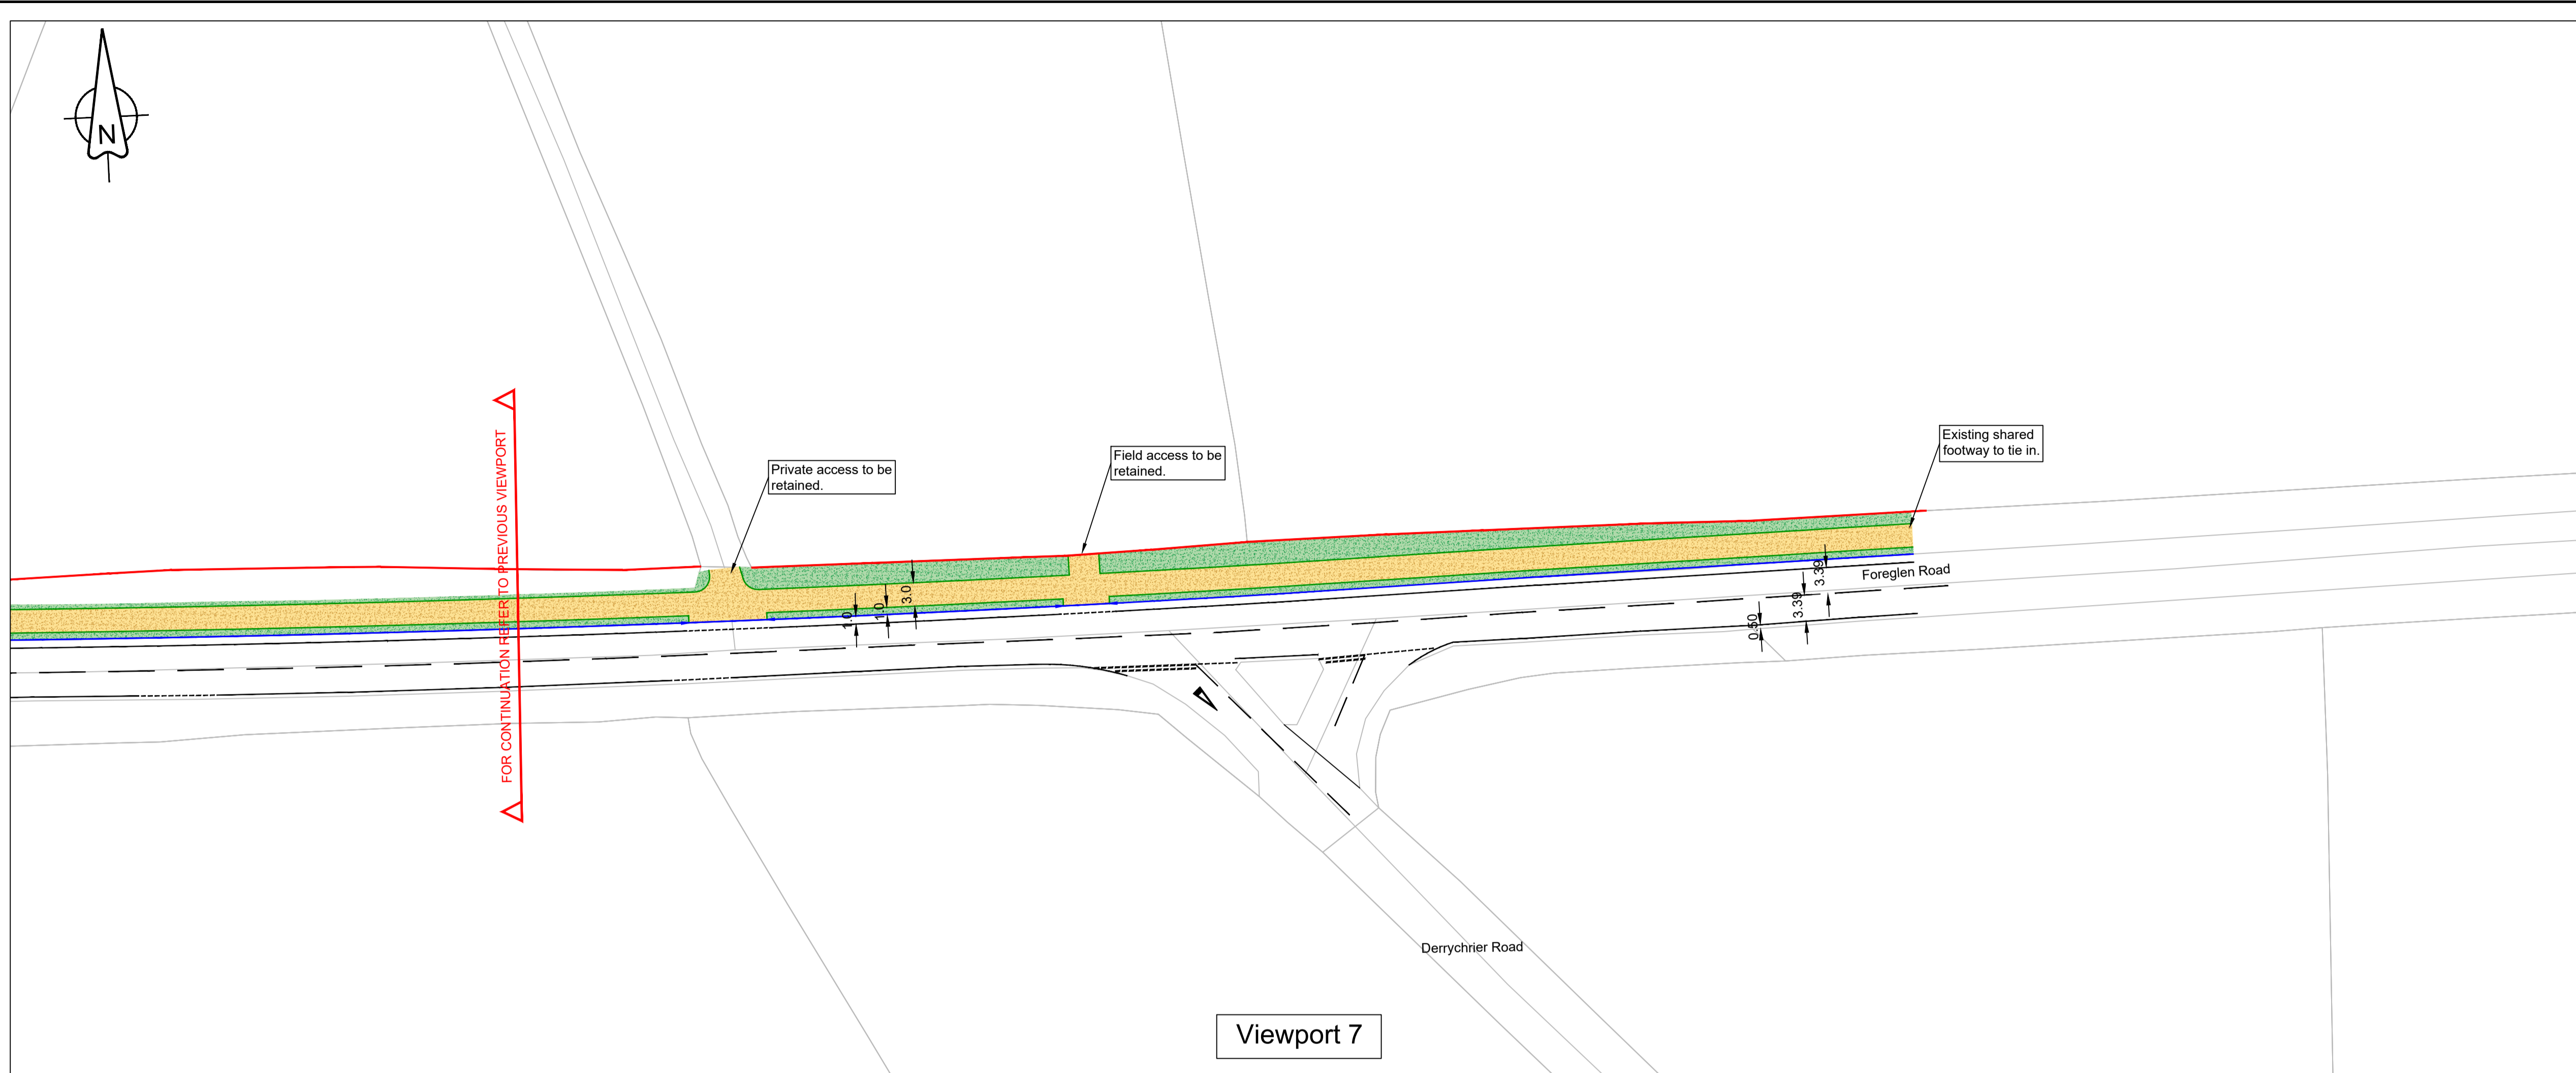 N
FOR CONTINUATION REFER TO PREVIOUS VIEWPORT
Private access to be
retained.
Field access to be
retained.
Existing shared
footway to tie in.
1.0
1.0
3.0
0.50
3.39
3.39
Foreglen Road
Derrychrier Road
Viewport 7